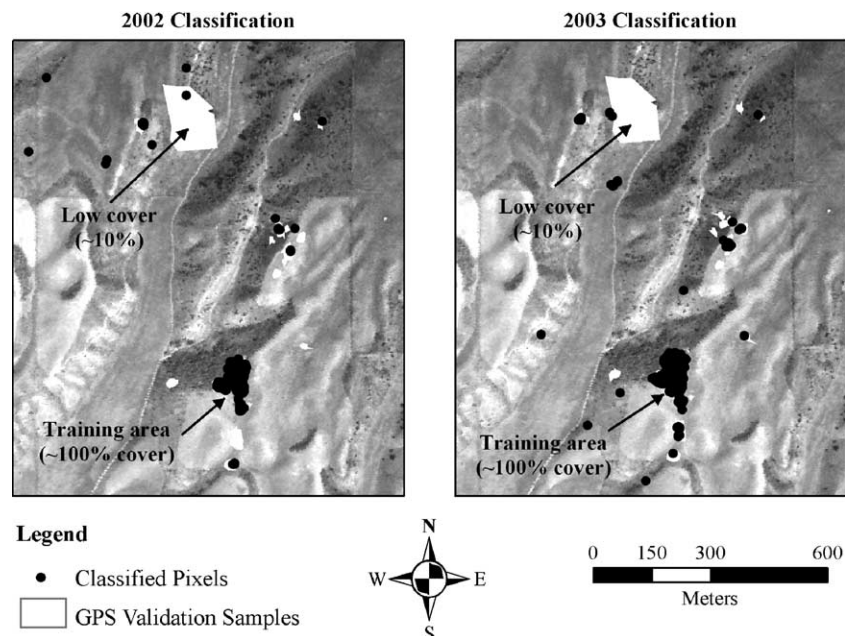 2002 Classification
2003 Classification
Low cover
(~10%)
Training area
(~100% cover)
Low cover
(~10%)
Training area
(~100% cover)
Legend
Classified Pixels
GPS Validation Samples
N
W
E
S
0 150 300 600
Meters